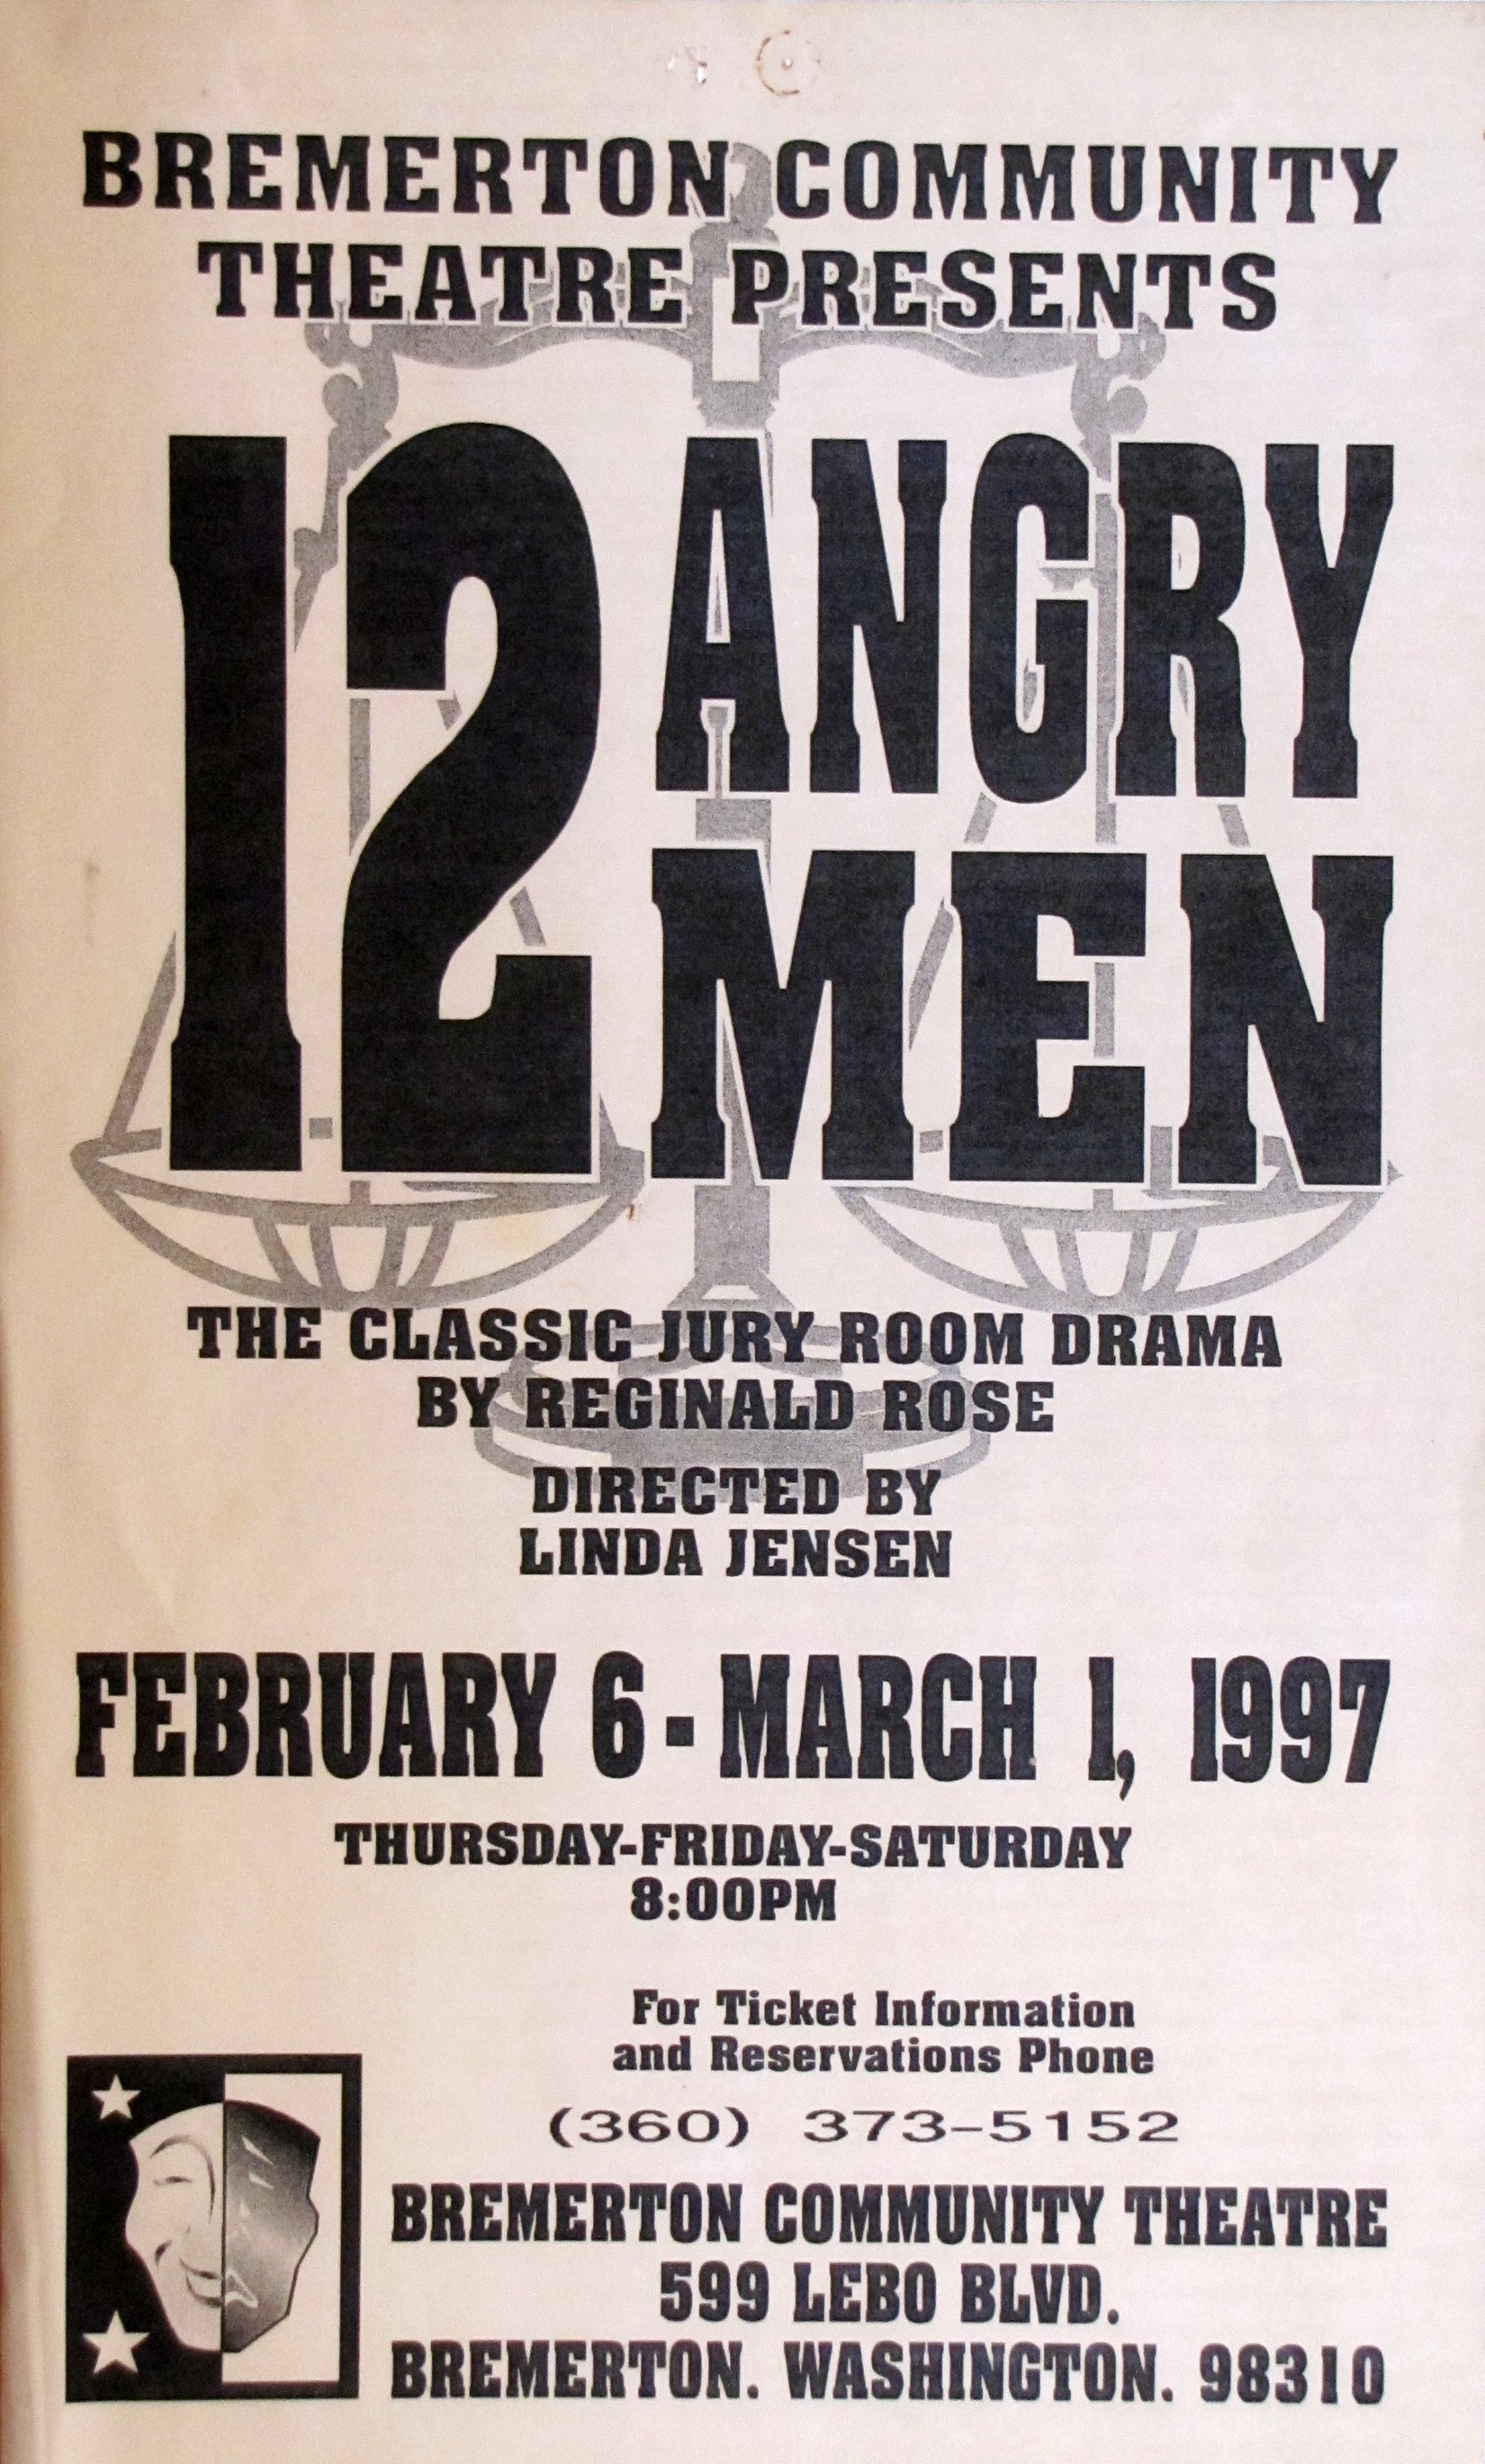 BREMERTON COMMUNITY
THEATRE PRESENTS
12 ANGRY
MEN
THE CLASSIC JURY ROOM DRAMA
BY REGINALD ROSE
DIRECTED BY
LINDA JENSEN
FEBRUARY 6 - MARCH 1, 1997
THURSDAY-FRIDAY-SATURDAY
8:00PM
For Ticket Information
and Reservations Phone
(360) 373-5152
BREMERTON COMMUNITY THEATRE
599 LEBO BLVD.
BREMERTON. WASHINGTON. 98310